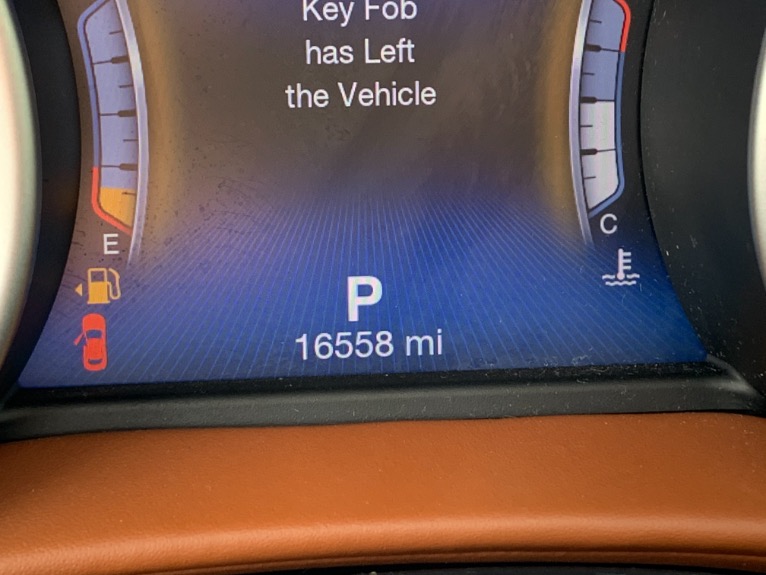 Key Fob
has Left
the Vehicle
E
C
P
16558 mi